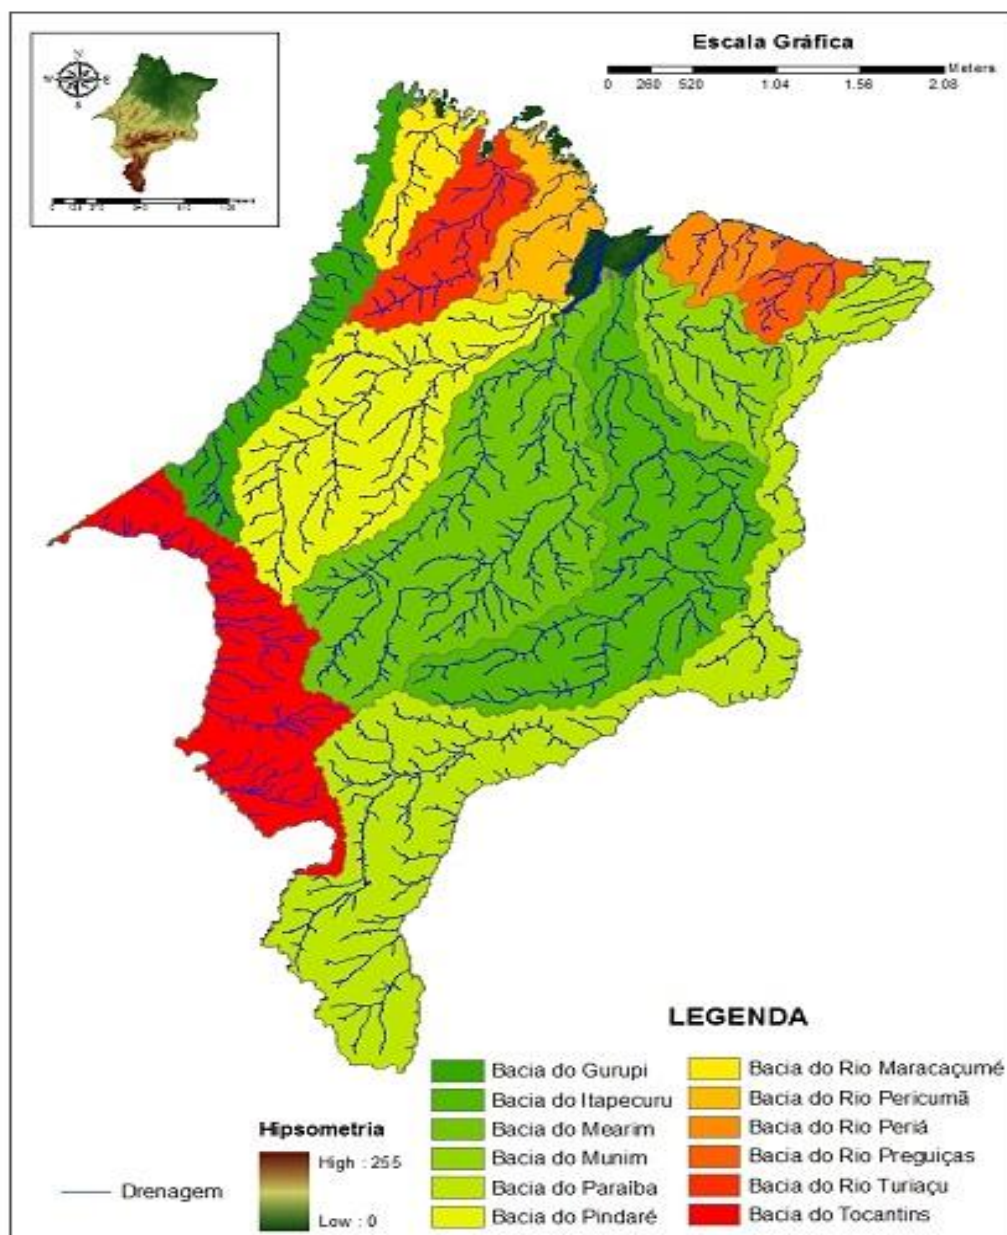 Escala Gráfica
Meters
0 260 520 1.04 1.56 2.08
N
S
LEGENDA
Bacia do Gurupi
Bacia do Itapecuru
Bacia do Mearim
Bacia do Munim
Bacia do Paraíba
Bacia do Pindaré
Bacia do Rio Maracaçumé
Bacia do Rio Pericumã
Bacia do Rio Periá
Bacia do Rio Preguiças
Bacia do Rio Turiaçu
Bacia do Tocantins
Hipsometria
High : 255
Low : 0
Drenagem